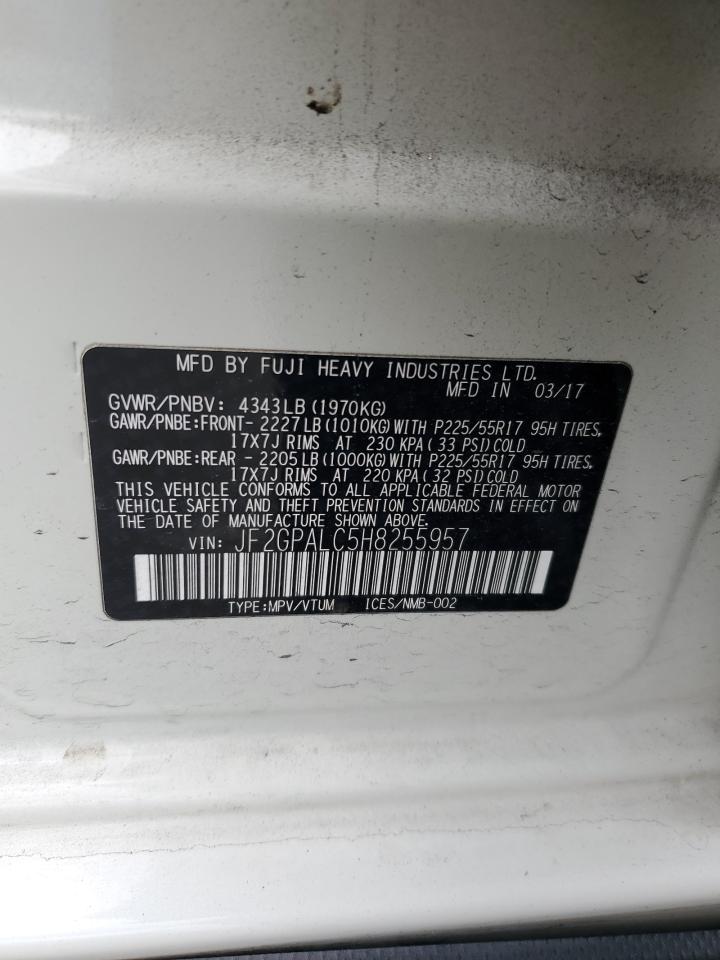 MFD BY FUJI HEAVY INDUSTRIES LTD.
MFD IN 03/17
GVWR/PNBV: 4343LB (1970KG)
GAWR/PNBE:FRONT- 2227LB (1010KG) WITH P225/55R17 95H TIRES,
17X7J RIMS AT 230 KPA (33 PSI) COLD
GAWR/PNBE:REAR - 2205LB (1000KG) WITH P225/55R17 95H TIRES,
17X7J RIMS AT 220 KPA (32 PSI) COLD
THIS VEHICLE CONFORMS TO ALL APPLICABLE FEDERAL MOTOR
VEHICLE SAFETY AND THEFT PREVENTION STANDARDS IN EFFECT ON
THE DATE OF MANUFACTURE SHOWN ABOVE.
VIN: JF2GPALC5H8255957
TYPE:MPV/VTUM ICES/NMB-002